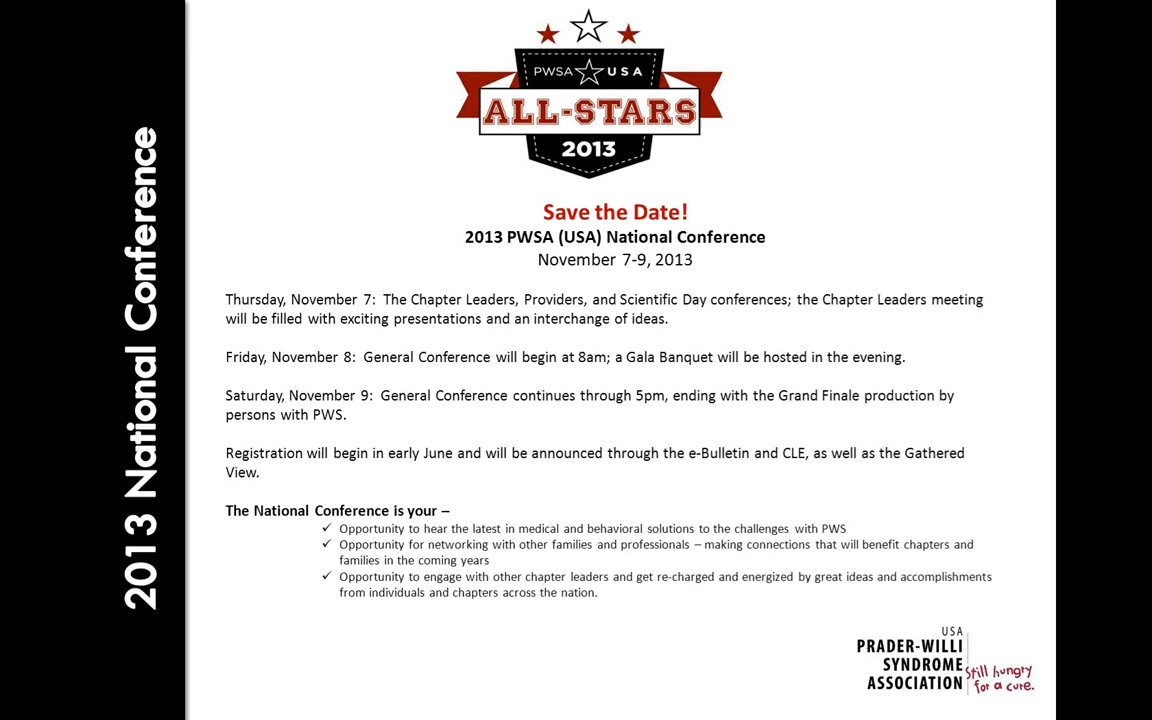 2013 National Conference
PWSA USA
ALL-STARS
2013
Save the Date!
2013 PWSA (USA) National Conference
November 7-9, 2013
Thursday, November 7: The Chapter Leaders, Providers, and Scientific Day conferences; the Chapter Leaders meeting
will be filled with exciting presentations and an interchange of ideas.
Friday, November 8: General Conference will begin at 8am; a Gala Banquet will be hosted in the evening.
Saturday, November 9: General Conference continues through 5pm, ending with the Grand Finale production by
persons with PWS.
Registration will begin in early June and will be announced through the e-Bulletin and CLE, as well as the Gathered
View.
The National Conference is your –
✓ Opportunity to hear the latest in medical and behavioral solutions to the challenges with PWS
✓ Opportunity for networking with other families and professionals – making connections that will benefit chapters and
families in the coming years
✓ Opportunity to engage with other chapter leaders and get re-charged and energized by great ideas and accomplishments
from individuals and chapters across the nation.
USA
PRADER-WILLI
SYNDROME
ASSOCIATION
Still hungry
for a cure.